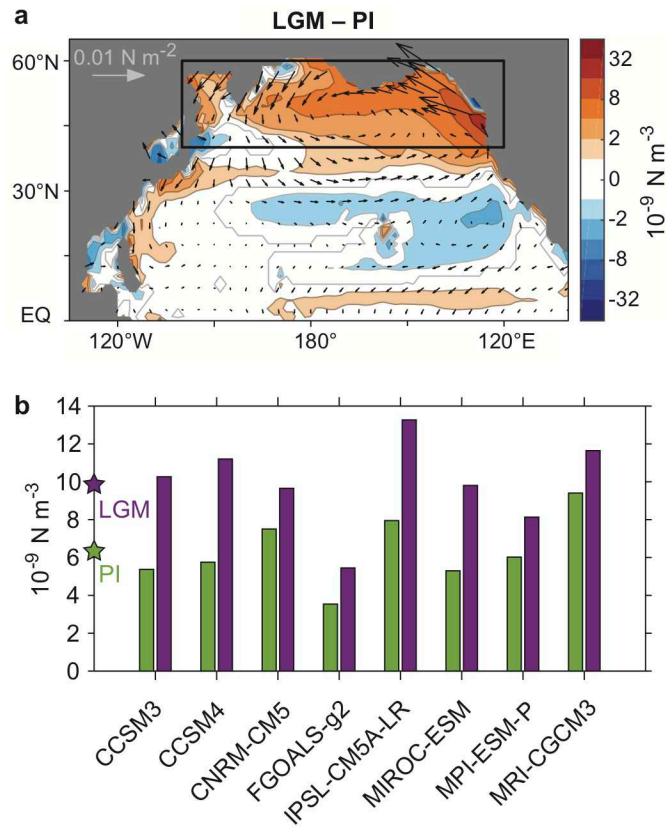 a
LGM – PI
0.01 N m-2
60°N
30°N
EQ
120°W
180°
120°E
32
8
2
0
-2
-8
-32
10-9 N m-3
b
14
12
10
8
6
4
2
0
10-9 N m-3
LGM
PI
CCSM3
CCSM4
CNRM-CM5
FGOALS-g2
IPSL-CM5A-LR
MIROC-ESM
MPI-ESM-P
MRI-CGCM3